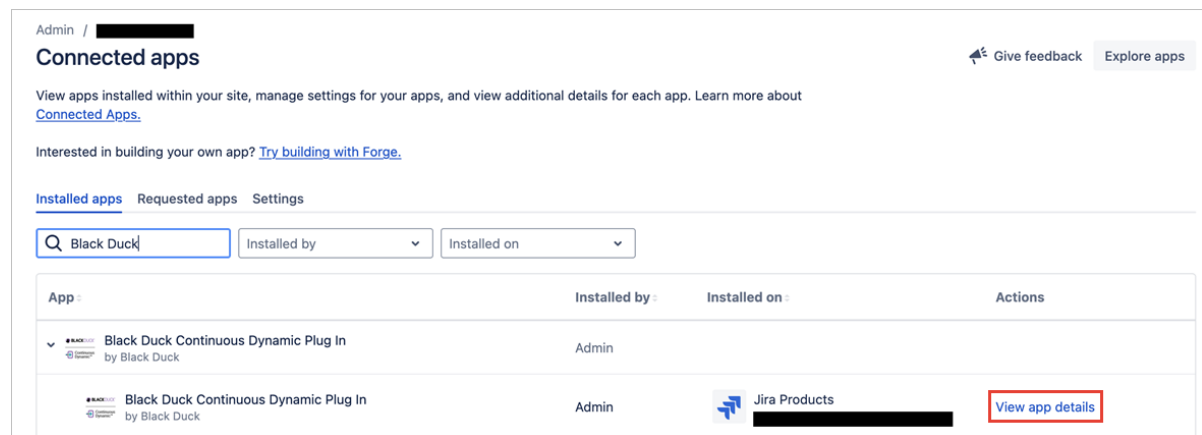 Admin /
Connected apps
Give feedback
Explore apps
View apps installed within your site, manage settings for your apps, and view additional details for each app. Learn more about
Connected Apps.
Interested in building your own app? Try building with Forge.
Installed apps Requested apps Settings
Black Duck
Installed by
Installed on
App Installed by Installed on Actions
Black Duck Continuous Dynamic Plug In
by Black Duck
Admin
Black Duck Continuous Dynamic Plug In
by Black Duck
Admin
Jira Products
View app details